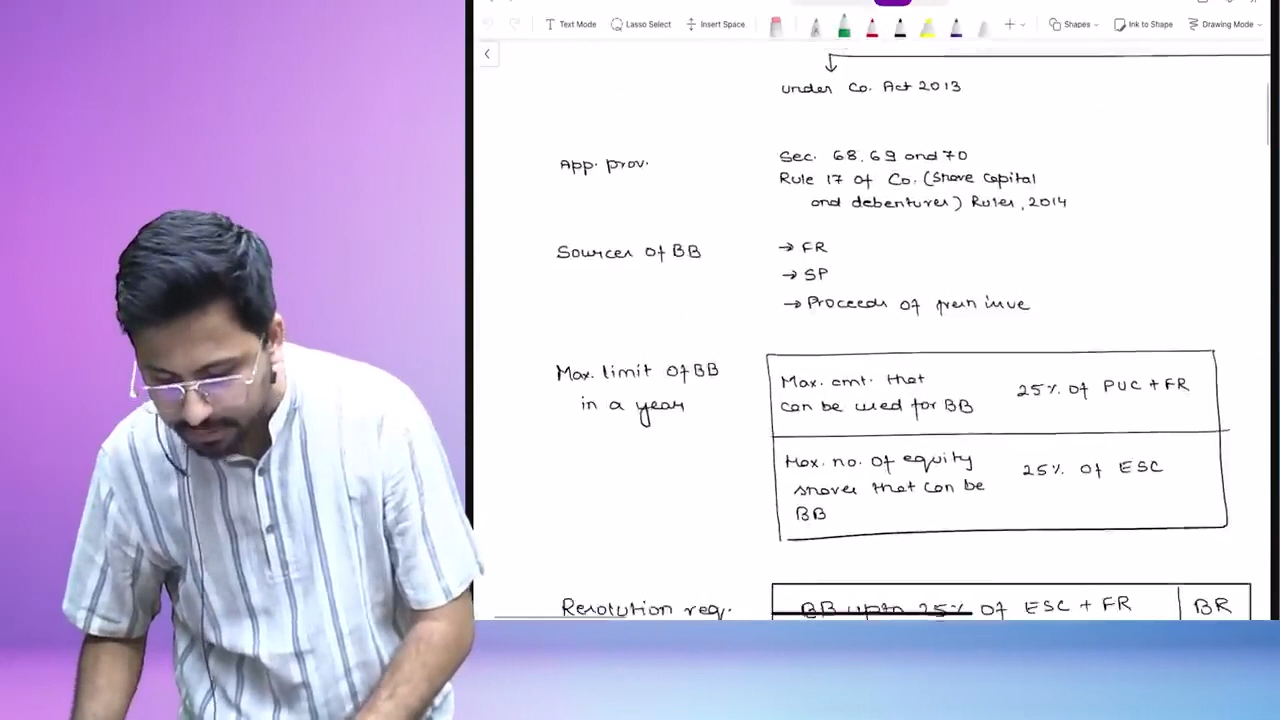 Text Mode Lasso Select Insert Space Shapes Ink to Shape Drawing Mode
under Co. Act 2013
App. prov. Sec. 68, 69 and 70
Rule 17 of Co. (Share Capital
and debentures) Rules, 2014
Sources of BB → FR
→ SP
→ Proceeds of
Max. limit of BB
in a year
Max. amt. that
can be used for BB
25% of PUC + FR
Max. no. of equity
shares that can be
BB
25% of ESC
Resolution req. BB upto 25% of ESC + FR BR